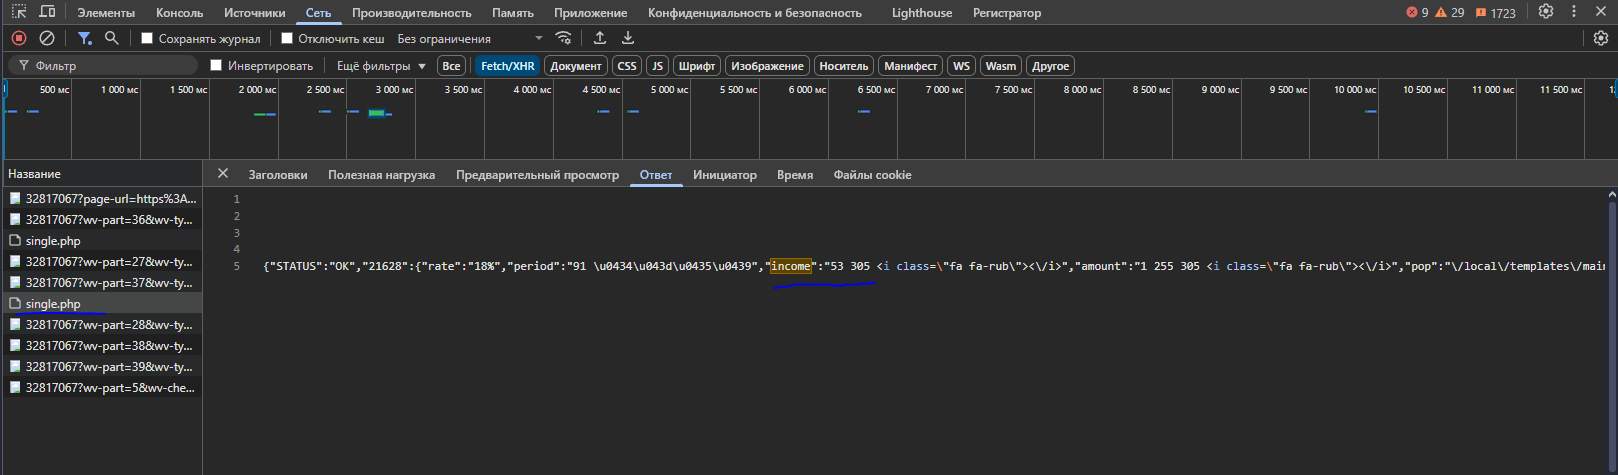 Элементы Консоль Источники Сеть Производительность Память Приложение Конфиденциальность и безопасность Lighthouse Регистратор 9 29 1723
Сохранять журнал Отключить кеш Без ограничения
Фильтр Инвертировать Ещё фильтры Все Fetch/XHR Документ CSS JS Шрифт Изображение Носитель Манифест WS Wasm Другое
500 мс 1 000 мс 1 500 мс 2 000 мс 2 500 мс 3 000 мс 3 500 мс 4 000 мс 4 500 мс 5 000 мс 5 500 мс 6 000 мс 6 500 мс 7 000 мс 7 500 мс 8 000 мс 8 500 мс 9 000 мс 9 500 мс 10 000 мс 10 500 мс 11 000 мс 11 500 мс
Название
32817067?page-url=https%3A...
32817067?wv-part=36&wv-ty...
single.php
32817067?wv-part=27&wv-ty...
32817067?wv-part=37&wv-ty...
single.php
32817067?wv-part=28&wv-ty...
32817067?wv-part=38&wv-ty...
32817067?wv-part=39&wv-ty...
32817067?wv-part=5&wv-che...
Заголовки Полезная нагрузка Предварительный просмотр Ответ Инициатор Время Файлы cookie
1
2
3
4
5 {"STATUS":"OK","21628":{"rate":"18%","period":"91 \u0434\u043d\u0435\u0439","income":"53 305 <i class=\"fa fa-rub\"><\/i>","amount":"1 255 305 <i class=\"fa fa-rub\"><\/i>","pop":"\/local\/templates\/main